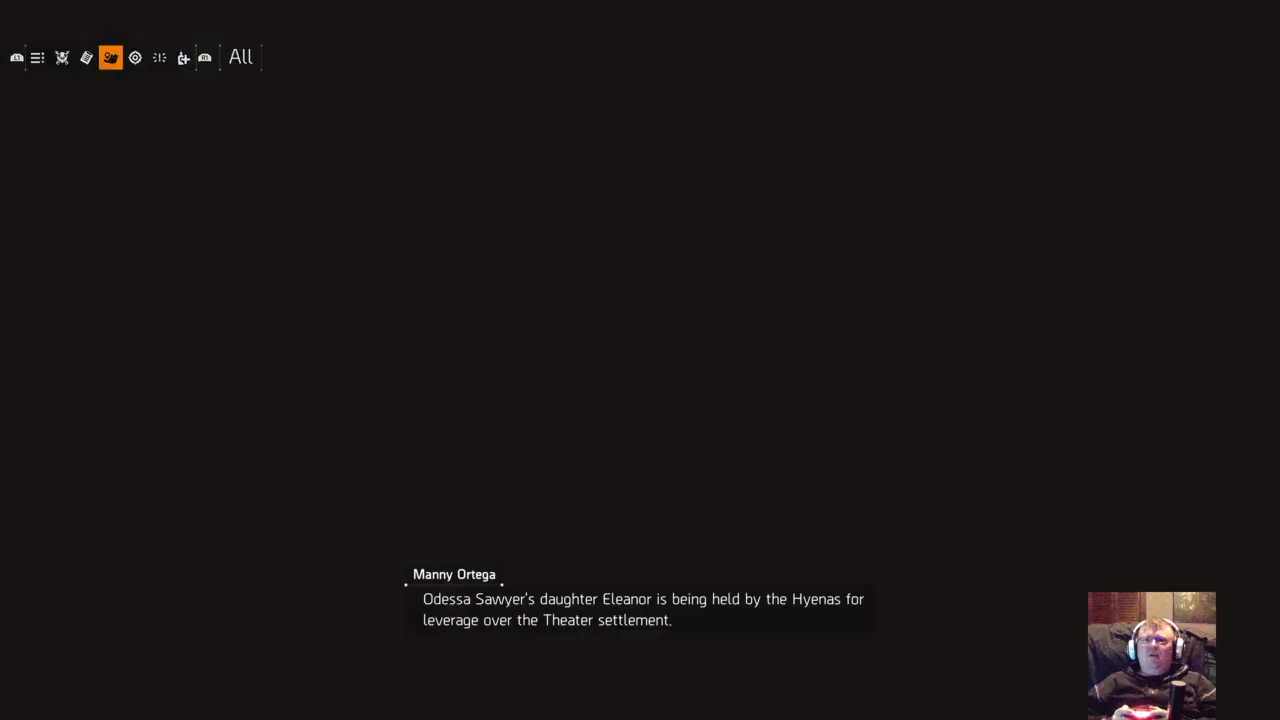 All
Manny Ortega
Odessa Sawyer's daughter Eleanor is being held by the Hyenas for
leverage over the Theater settlement.